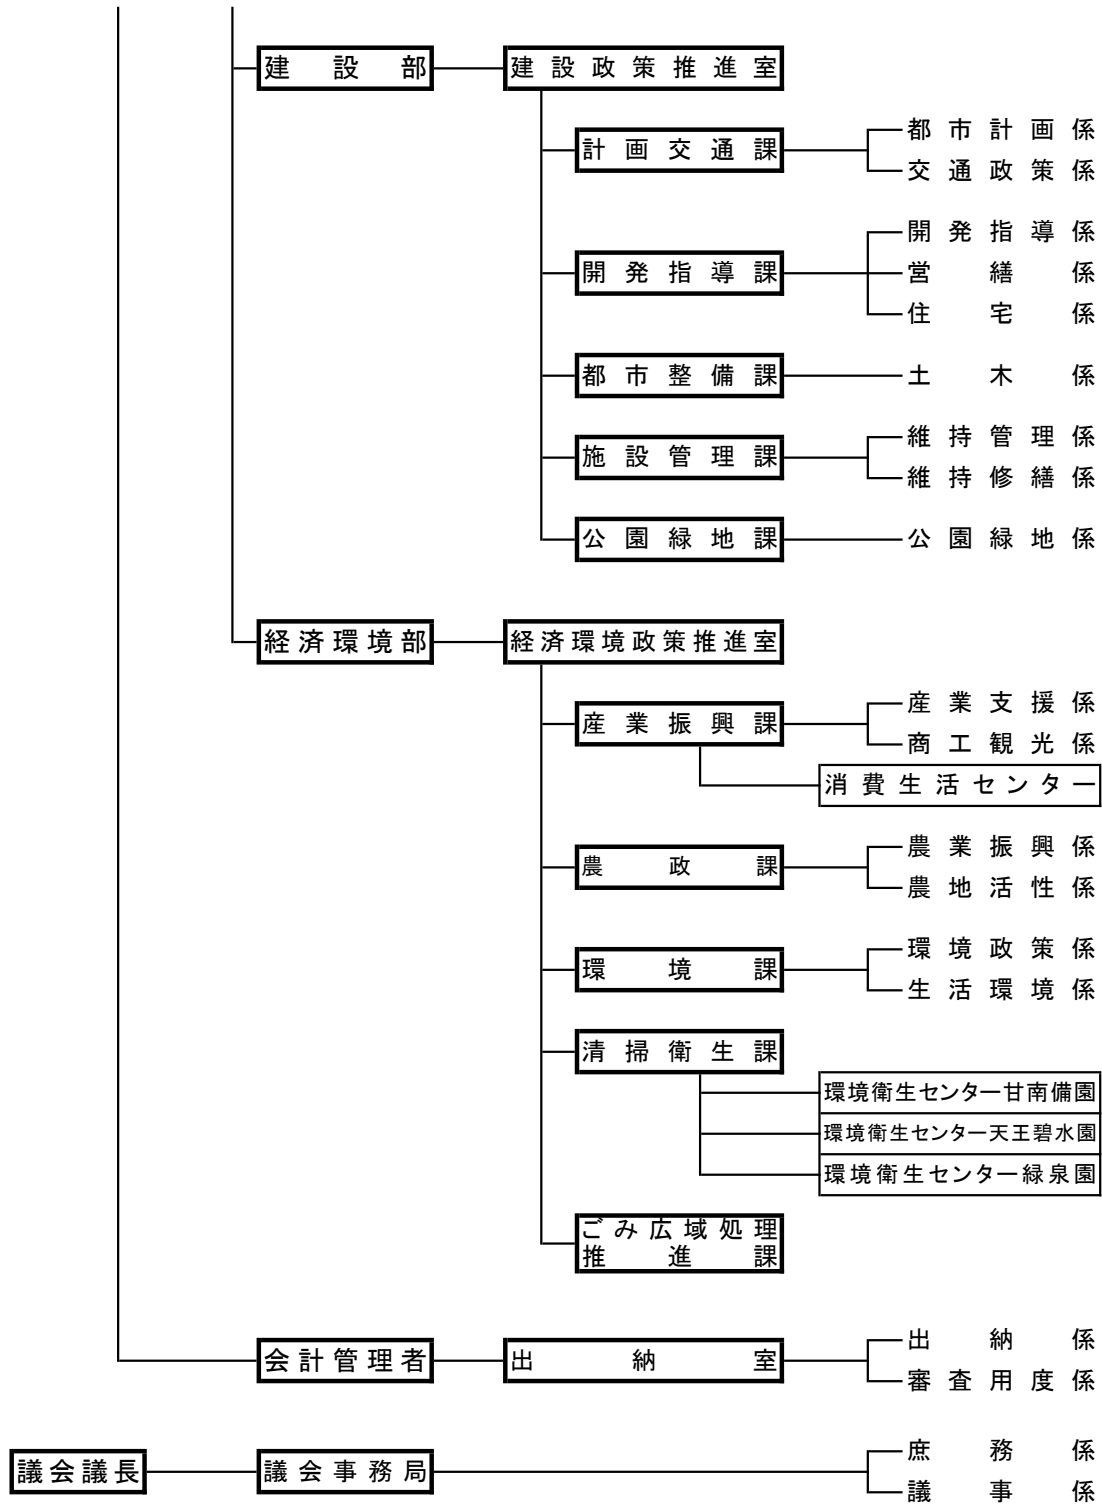 建設部 建設政策推進室
都市計画係
計画交通課
交通政策係
開発指導係
開発指導課 営繕係
住宅係
都市整備課 土木係
維持管理係
施設管理課
維持修繕係
公園緑地課 公園緑地係
経済環境部 経済環境政策推進室
産業支援係
産業振興課
商工観光係
消費生活センター
農業振興係
農政課
農地活性係
環境政策係
環境課
生活環境係
清掃衛生課
環境衛生センター甘南備園
環境衛生センター天王碧水園
環境衛生センター緑泉園
ごみ広域処理
推進課
出納係
会計管理者 出納室
審査用度係
庶務係
議会議長 議会事務局
議事係